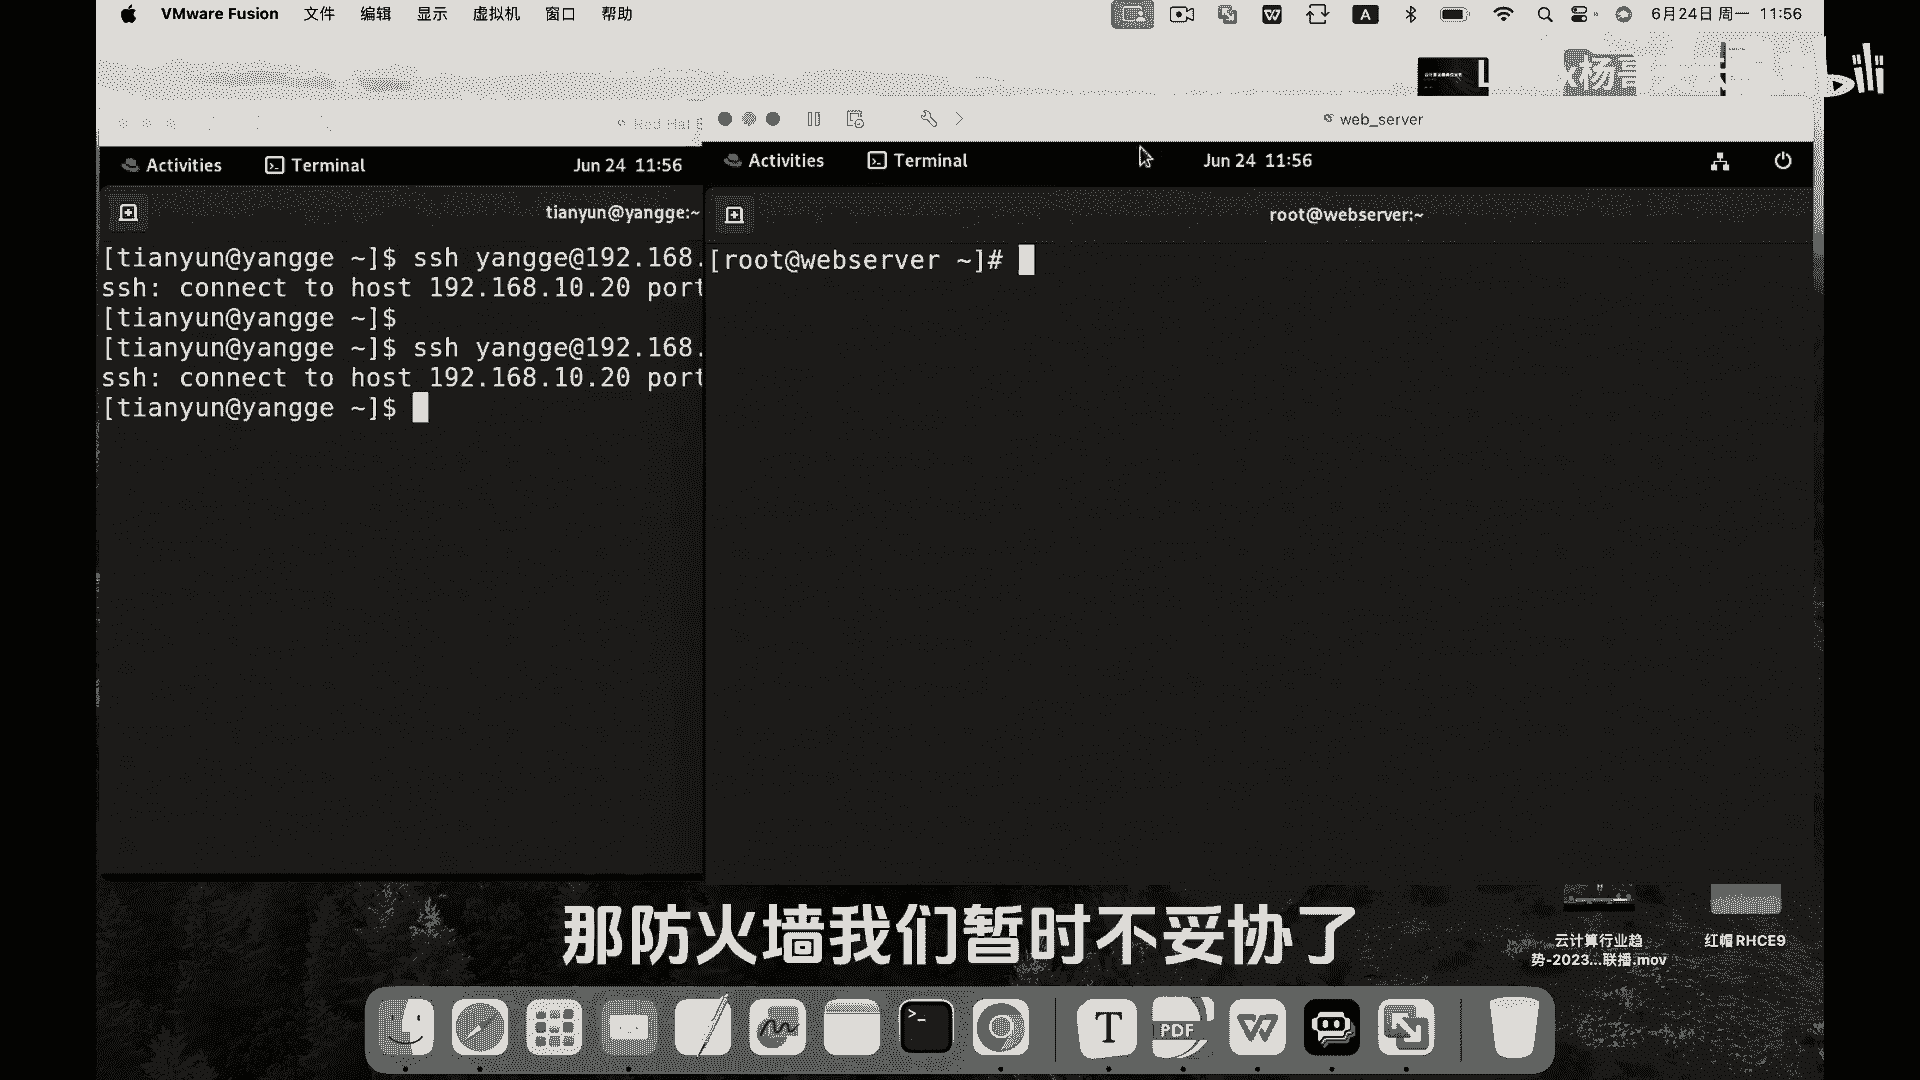 VMware Fusion 文件 编辑 显示 虚拟机 窗口 帮助 6月24日 周一 11:56
web_server
Activities Terminal Jun 24 11:56
Activities Terminal Jun 24 11:56
tianyun@yangge:~
root@webserver:~
[tianyun@yangge ~]$ ssh yangge@192.168.
ssh: connect to host 192.168.10.20 port
[tianyun@yangge ~]$
[tianyun@yangge ~]$ ssh yangge@192.168.
ssh: connect to host 192.168.10.20 port
[tianyun@yangge ~]$
[root@webserver ~]#
那防火墙我们暂时不妥协了
云计算行业趋
势-2023...联播.mov
红帽RHCE9
PDF